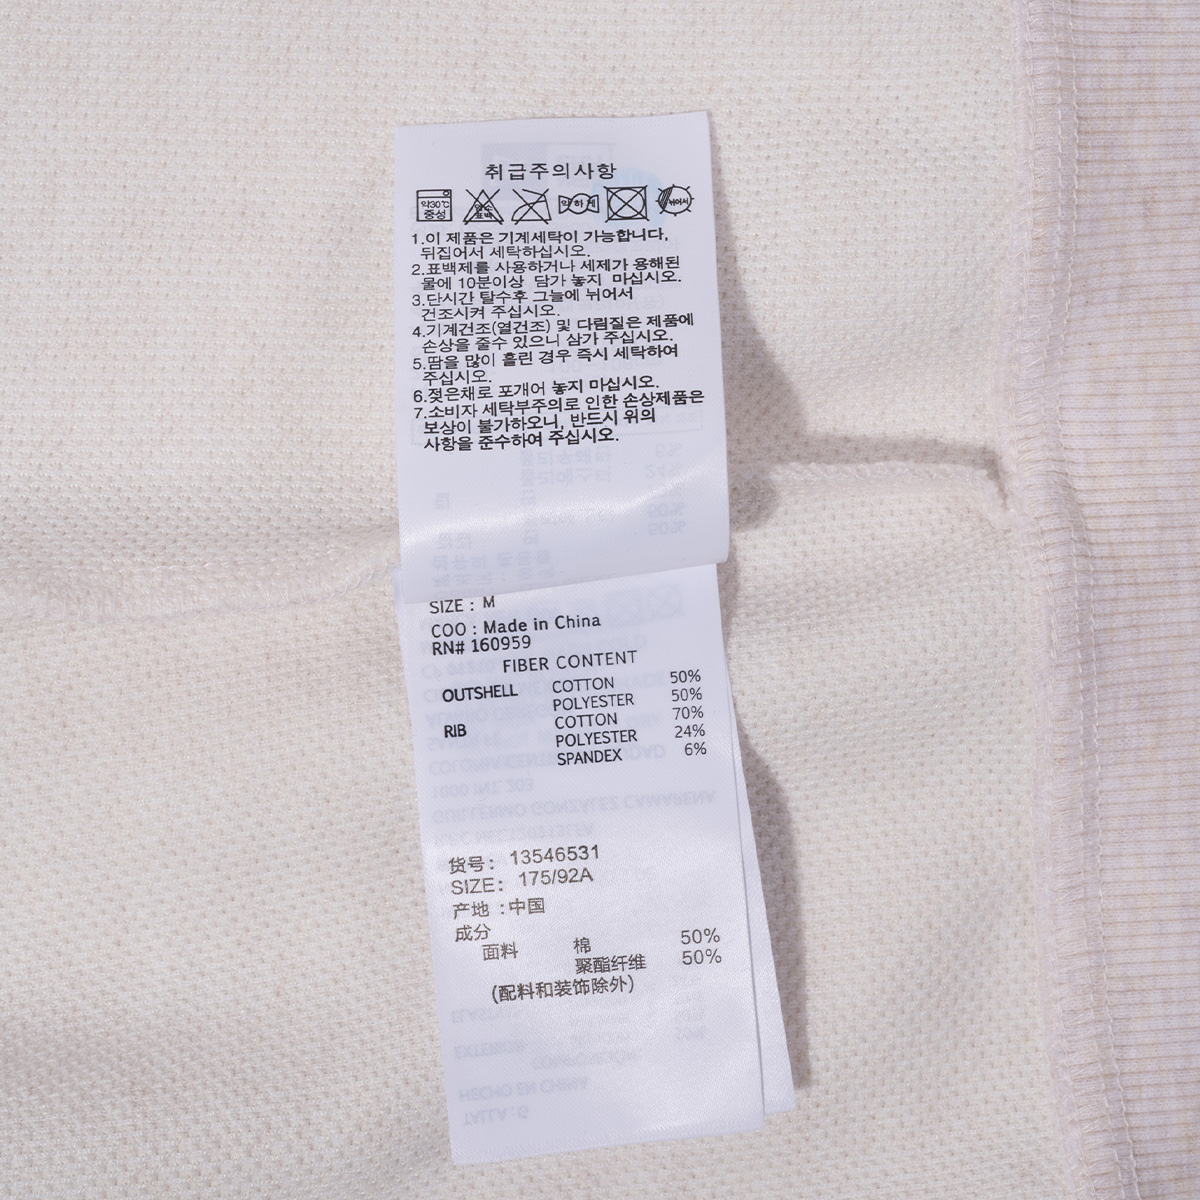 취급주의사항
약30℃ 중성 염소 표백 약하게 뉘어서
1.이 제품은 기계세탁이 가능합니다,
뒤집어서 세탁하십시오.
2.표백제를 사용하거나 세제가 용해된
물에 10분이상 담가 놓지 마십시오.
3.단시간 탈수후 그늘에 뉘어서
건조시켜 주십시오.
4.기계건조(열건조) 및 다림질은 제품에
손상을 줄수 있으니 삼가 주십시오.
5.땀을 많이 흘린 경우 즉시 세탁하여
주십시오.
6.젖은채로 포개어 놓지 마십시오.
7.소비자 세탁부주의로 인한 손상제품은
보상이 불가하오니, 반드시 위의
사항을 준수하여 주십시오.
SIZE : M
COO : Made in China
RN# 160959
FIBER CONTENT
OUTSHELL COTTON 50%
POLYESTER 50%
RIB COTTON 70%
POLYESTER 24%
SPANDEX 6%
货号: 13546531
SIZE: 175/92A
产地 :中国
成分
面料 棉 50%
聚酯纤维 50%
(配料和装饰除外)